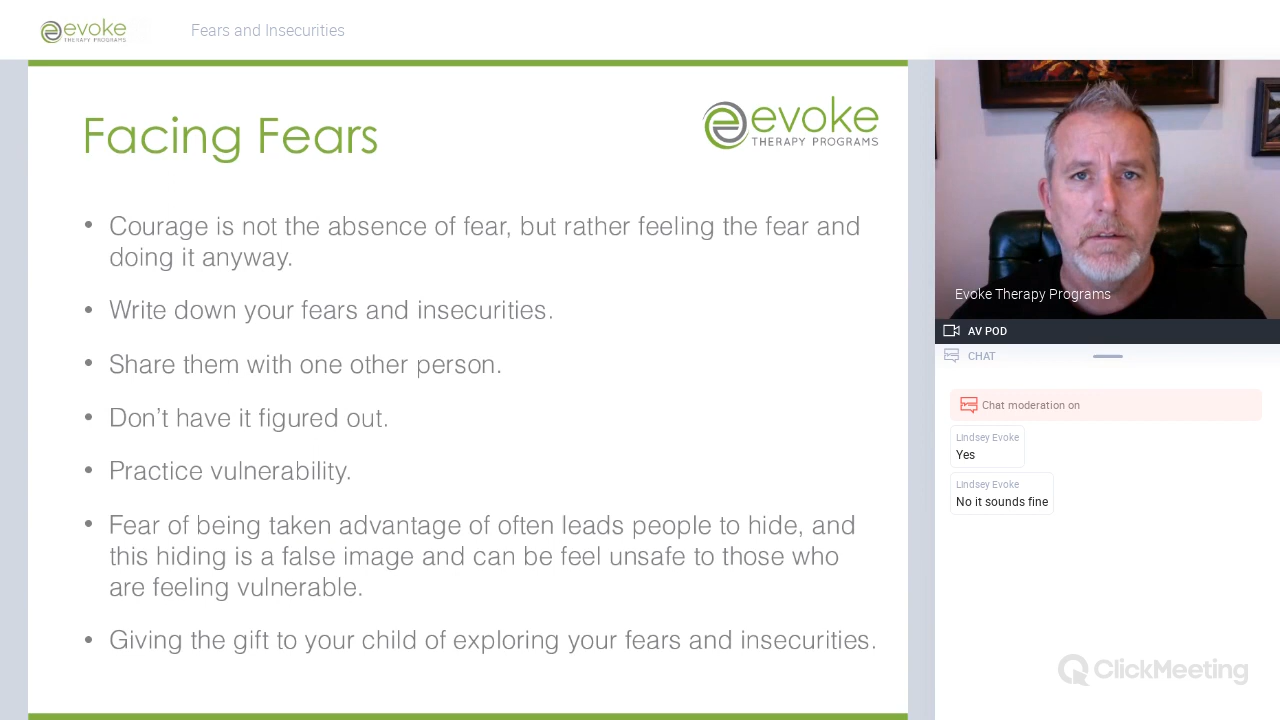 evoke
THERAPY PROGRAMS
Fears and Insecurities
Facing Fears
evoke
THERAPY PROGRAMS
• Courage is not the absence of fear, but rather feeling the fear and
doing it anyway.
• Write down your fears and insecurities.
• Share them with one other person.
• Don't have it figured out.
• Practice vulnerability.
• Fear of being taken advantage of often leads people to hide, and
this hiding is a false image and can be feel unsafe to those who
are feeling vulnerable.
• Giving the gift to your child of exploring your fears and insecurities.
Evoke Therapy Programs
AV POD
CHAT
Chat moderation on
Lindsey Evoke
Yes
Lindsey Evoke
No it sounds fine
ClickMeeting